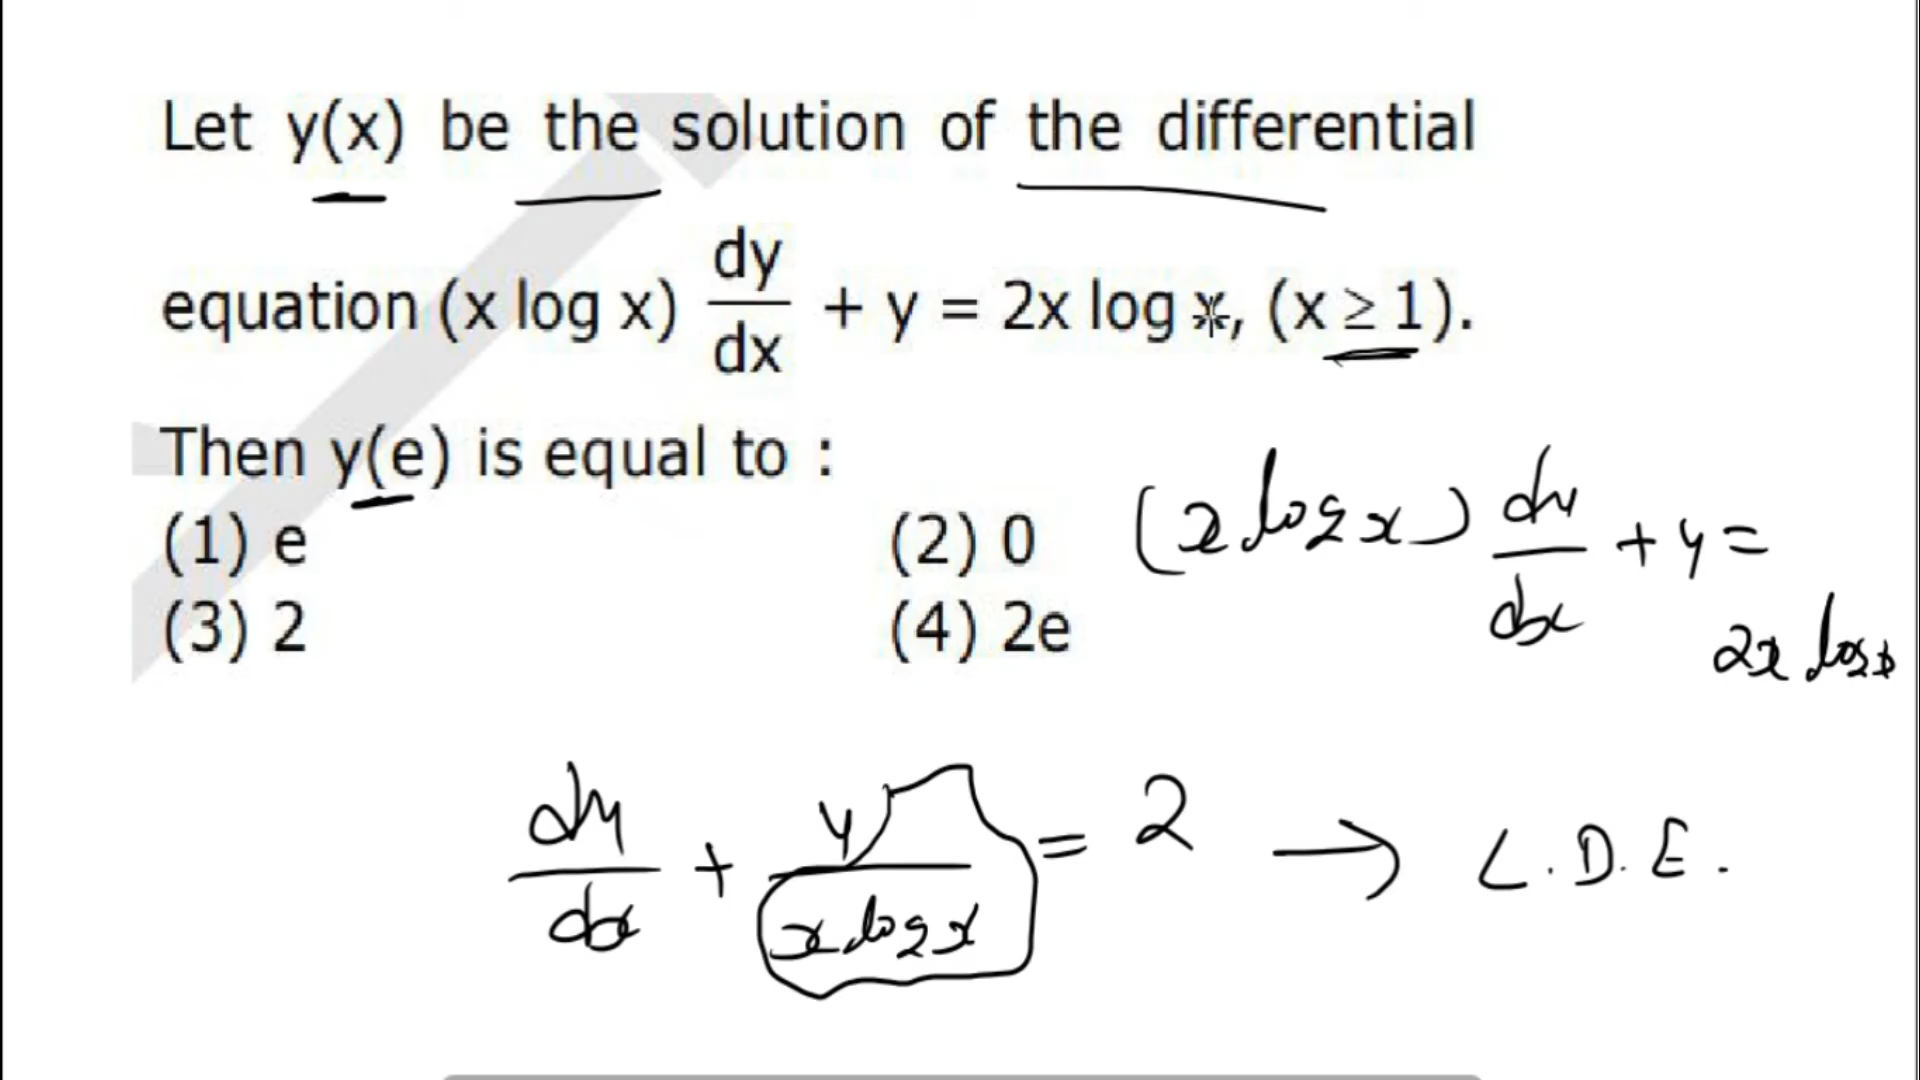 Let y(x) be the solution of the differential
equation (x log x) dy/dx + y = 2x log x, (x ≥ 1).
Then y(e) is equal to :
(1) e (2) 0
(3) 2 (4) 2e
(x log x) dy/dx + y =
2x log x
dy/dx + y/(x log x) = 2 → L.D.E.